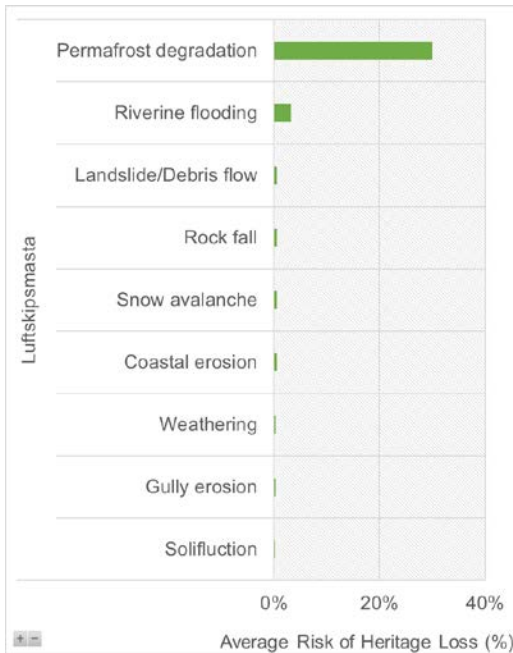 Permafrost degradation
Riverine flooding
Landslide/Debris flow
Rock fall
Snow avalanche
Coastal erosion
Weathering
Gully erosion
Solifluction
Luftskipsmasta
0% 20% 40%
+ − Average Risk of Heritage Loss (%)